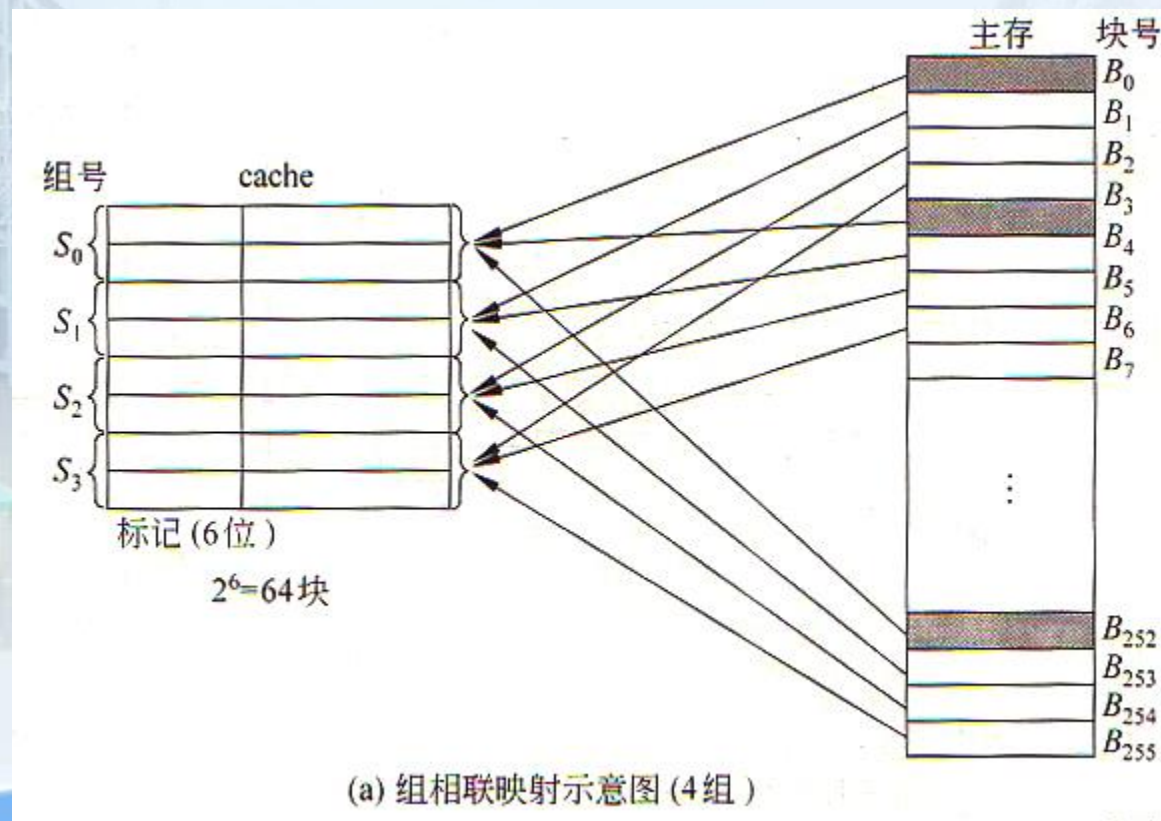 主存 块号
B₀
B₁
B₂
B₃
B₄
B₅
B₆
B₇
⋮
B₂₅₂
B₂₅₃
B₂₅₄
B₂₅₅
组号 cache
S₀
S₁
S₂
S₃
标记(6位)
2⁶=64块
(a) 组相联映射示意图(4组)